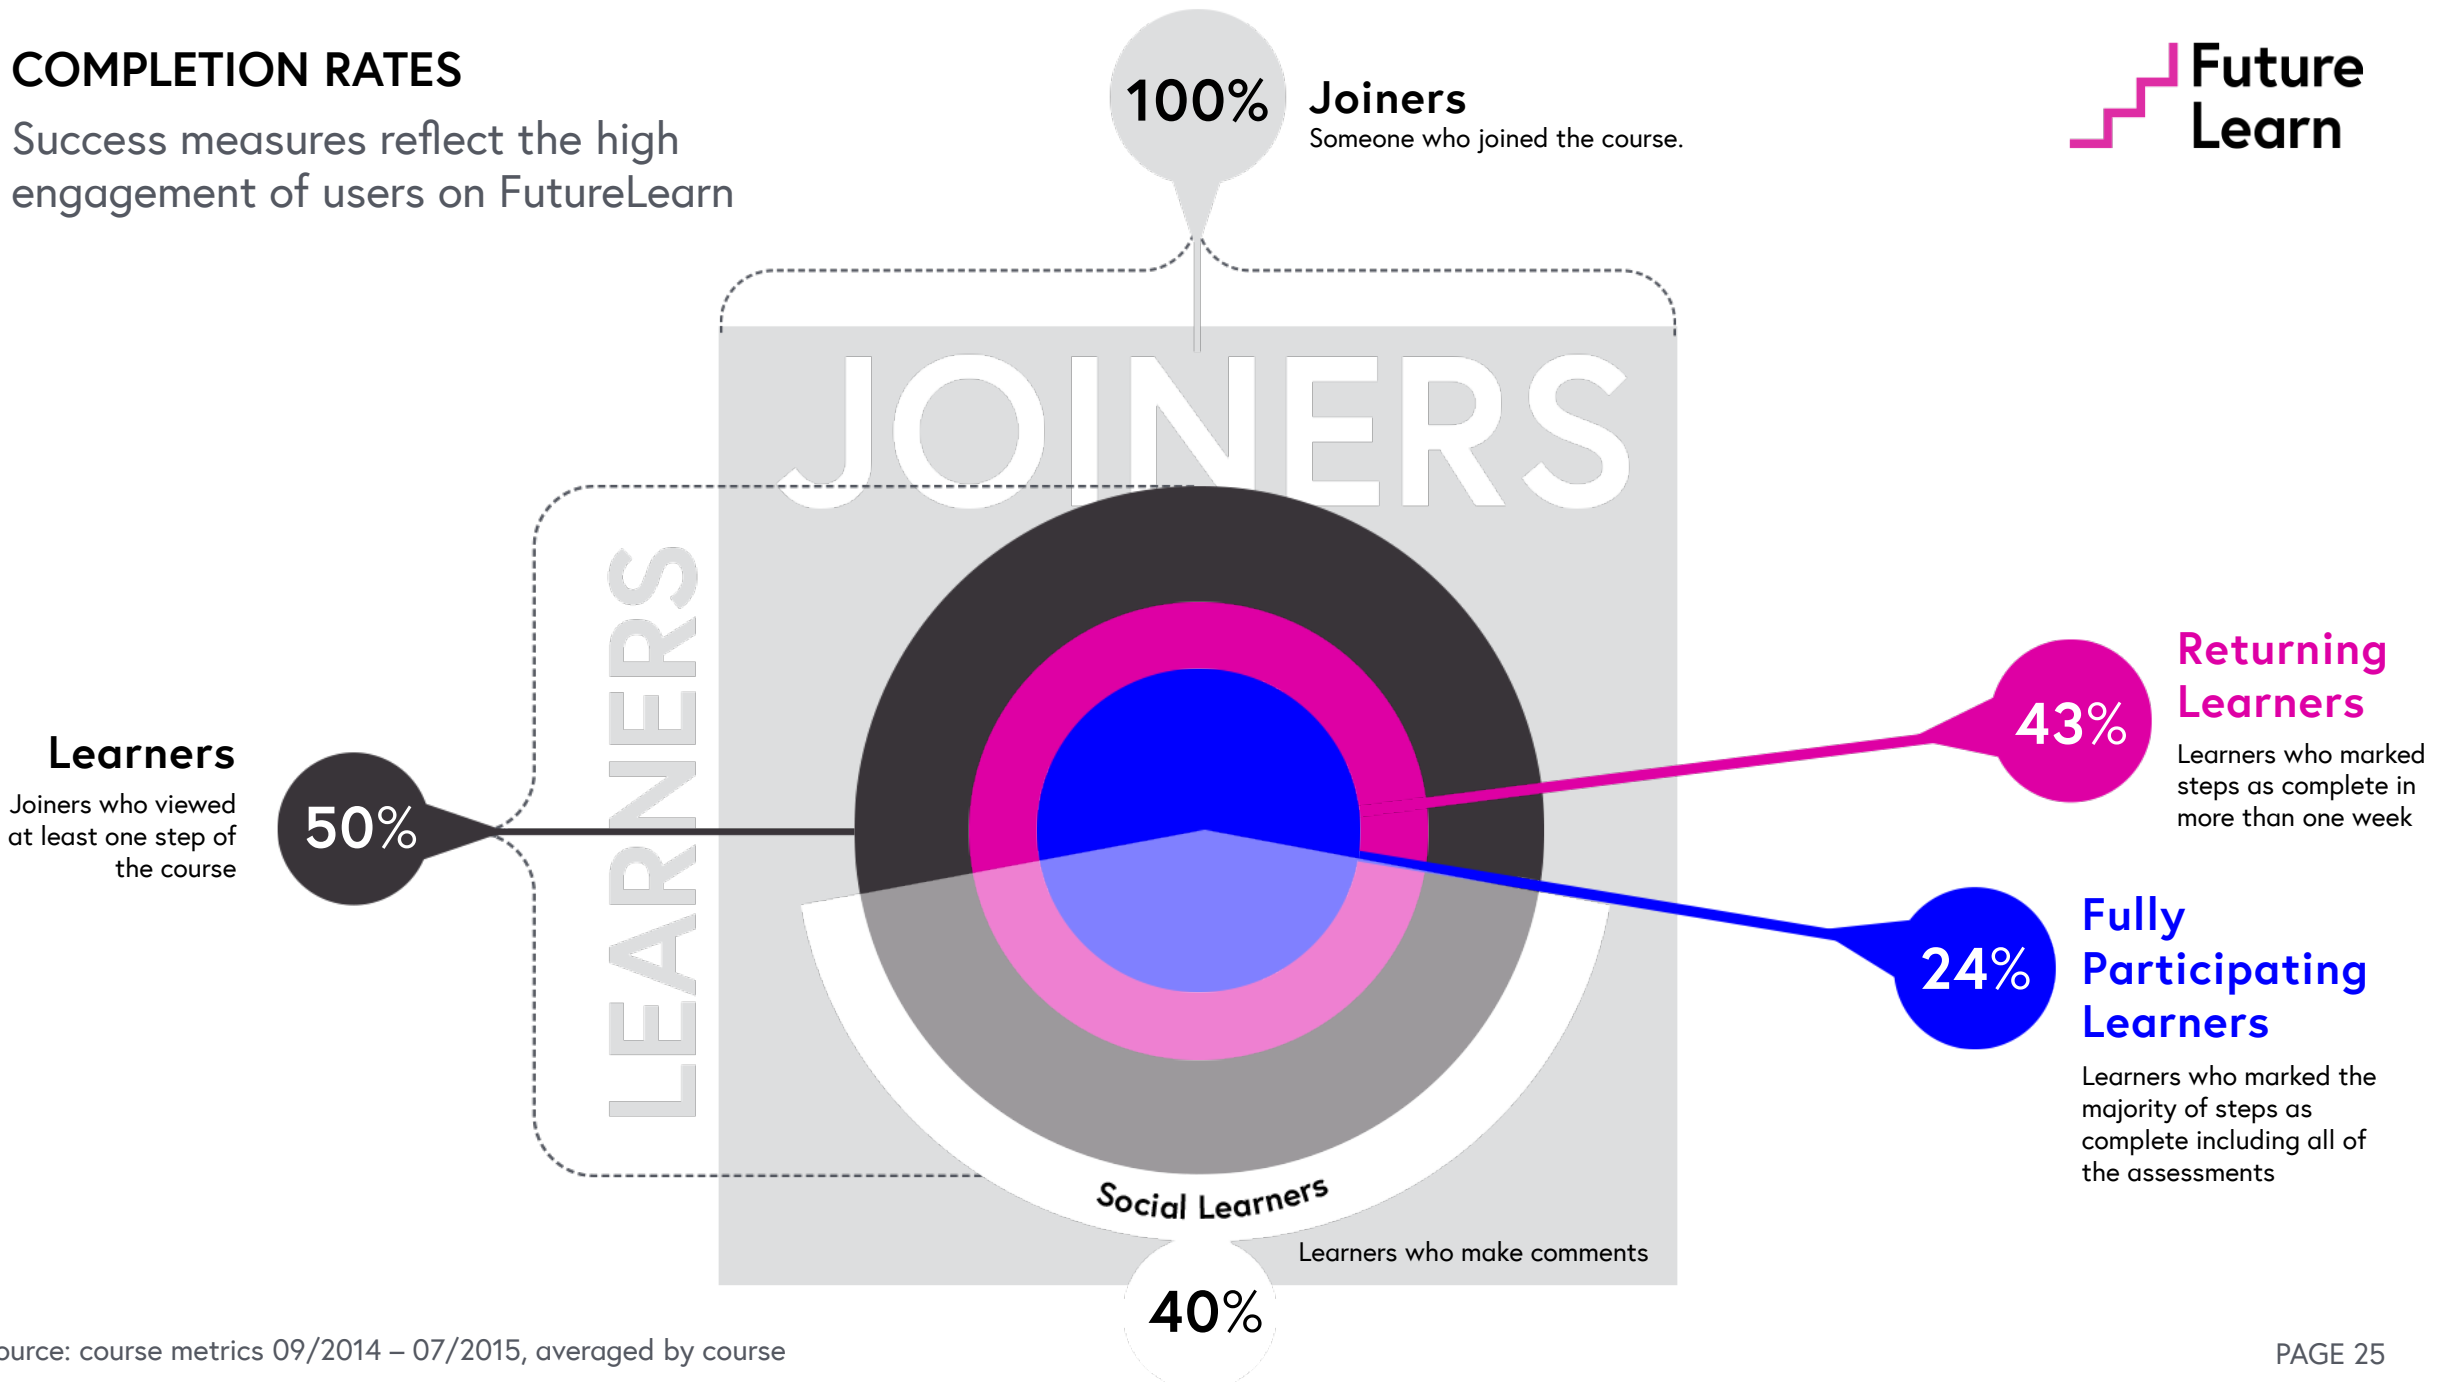 COMPLETION RATES
Success measures reflect the high
engagement of users on FutureLearn
100%
Joiners
Someone who joined the course.
Future
Learn
JOINERS
LEARNERS
Learners
Joiners who viewed
at least one step of
the course
50%
43%
Returning
Learners
Learners who marked
steps as complete in
more than one week
24%
Fully
Participating
Learners
Learners who marked the
majority of steps as
complete including all of
the assessments
Social Learners
Learners who make comments
40%
ource: course metrics 09/2014 – 07/2015, averaged by course
PAGE 25